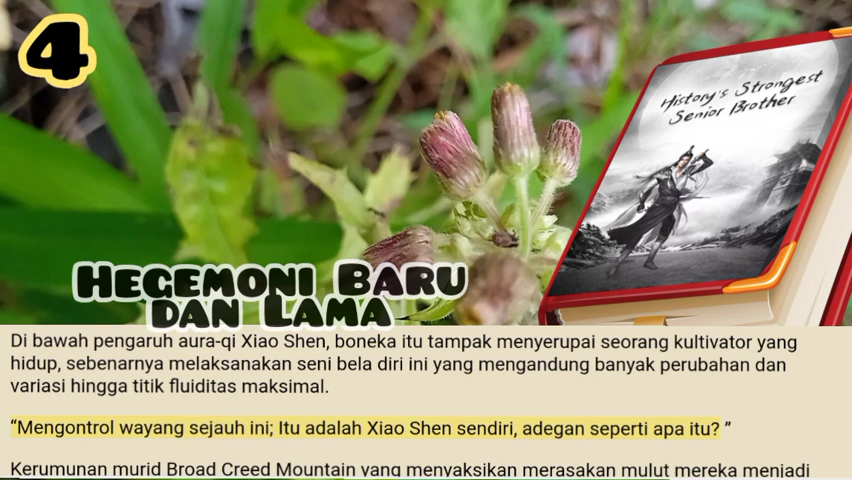 4
History's Strongest
Senior Brother
HEGEMONI BARU
DAN LAMA
Di bawah pengaruh aura-qi Xiao Shen, boneka itu tampak menyerupai seorang kultivator yang
hidup, sebenarnya melaksanakan seni bela diri ini yang mengandung banyak perubahan dan
variasi hingga titik fluiditas maksimal.
“Mengontrol wayang sejauh ini; Itu adalah Xiao Shen sendiri, adegan seperti apa itu? ”
Kerumunan murid Broad Creed Mountain yang menyaksikan merasakan mulut mereka menjadi